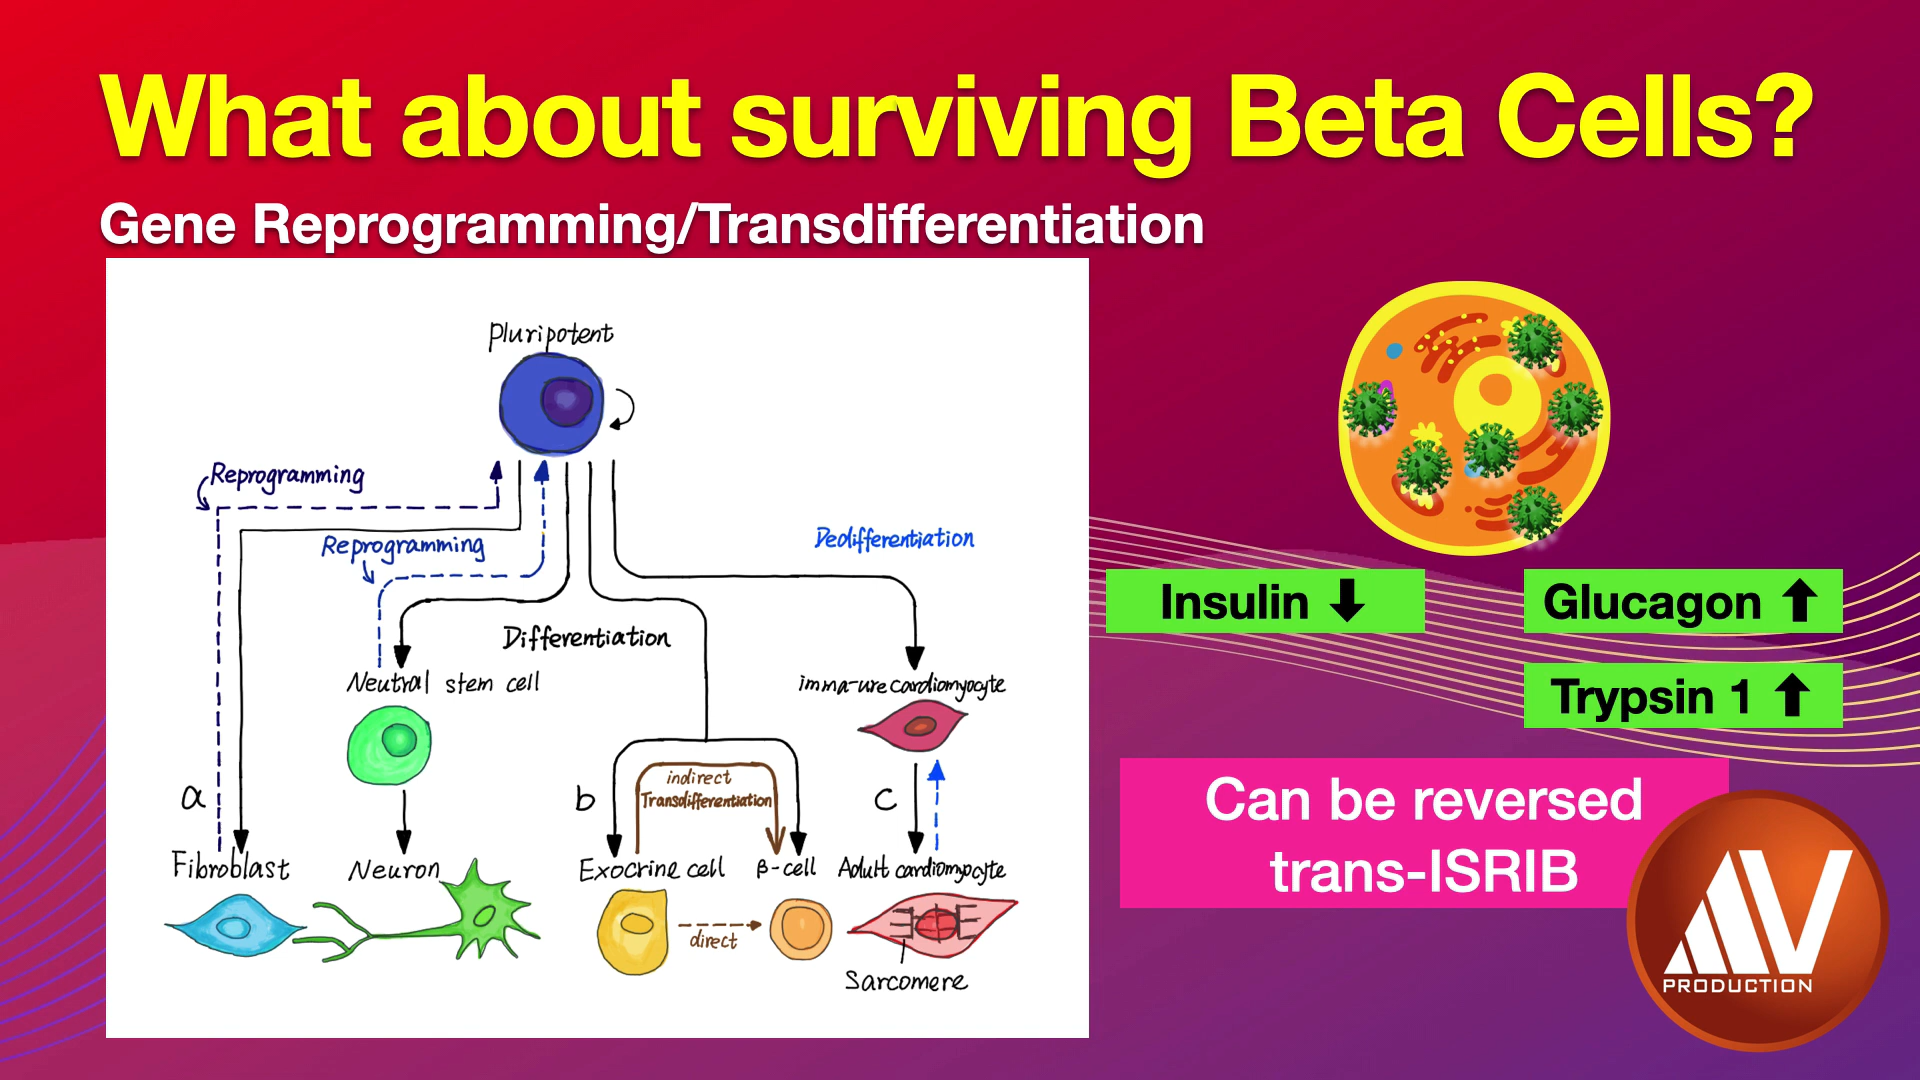 What about surviving Beta Cells?
Gene Reprogramming/Transdifferentiation
Pluripotent
Reprogramming
Reprogramming
Dedifferentiation
Differentiation
Neutral stem cell
imma-ure cardiomyocyte
a
b
indirect
Transdifferentiation
c
Fibroblast
Neuron
Exocrine cell
β-cell
Adult cardiomyocyte
direct
Sarcomere
Insulin ⬇
Glucagon ⬆
Trypsin 1 ⬆
Can be reversed
trans-ISRIB
AV
PRODUCTION